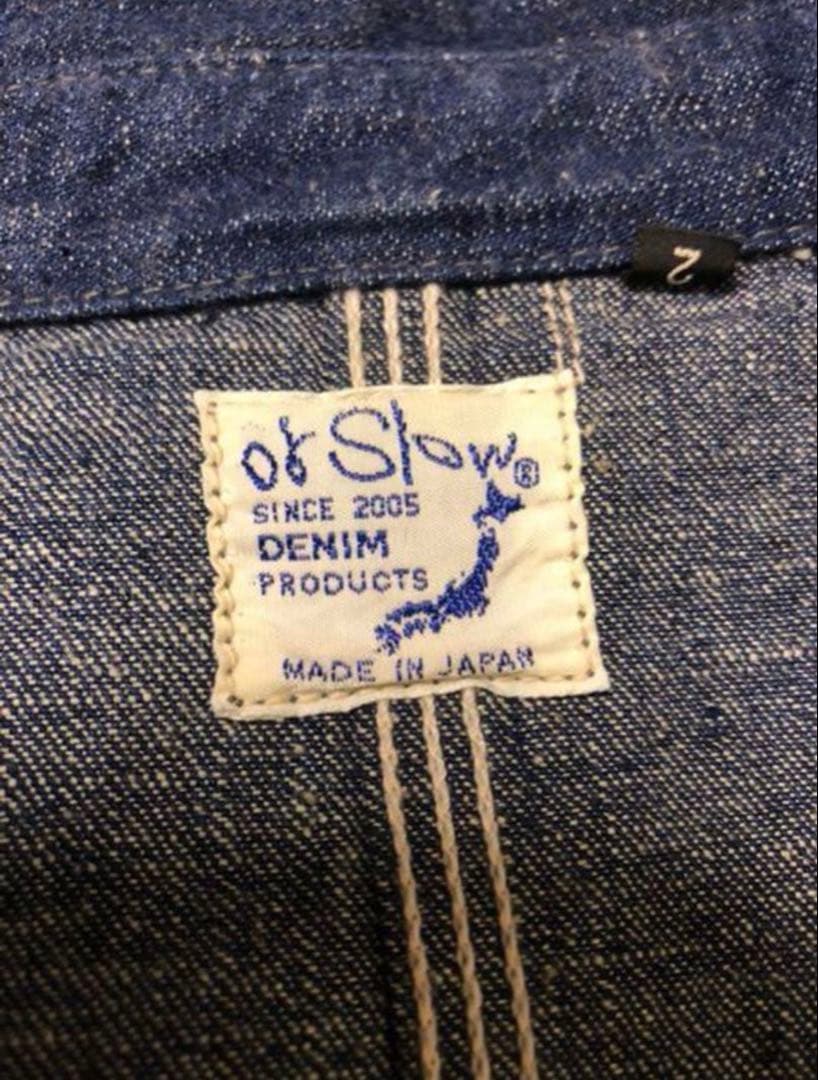 2
or Slow®
SINCE 2005
DENIM
PRODUCTS
MADE IN JAPAN